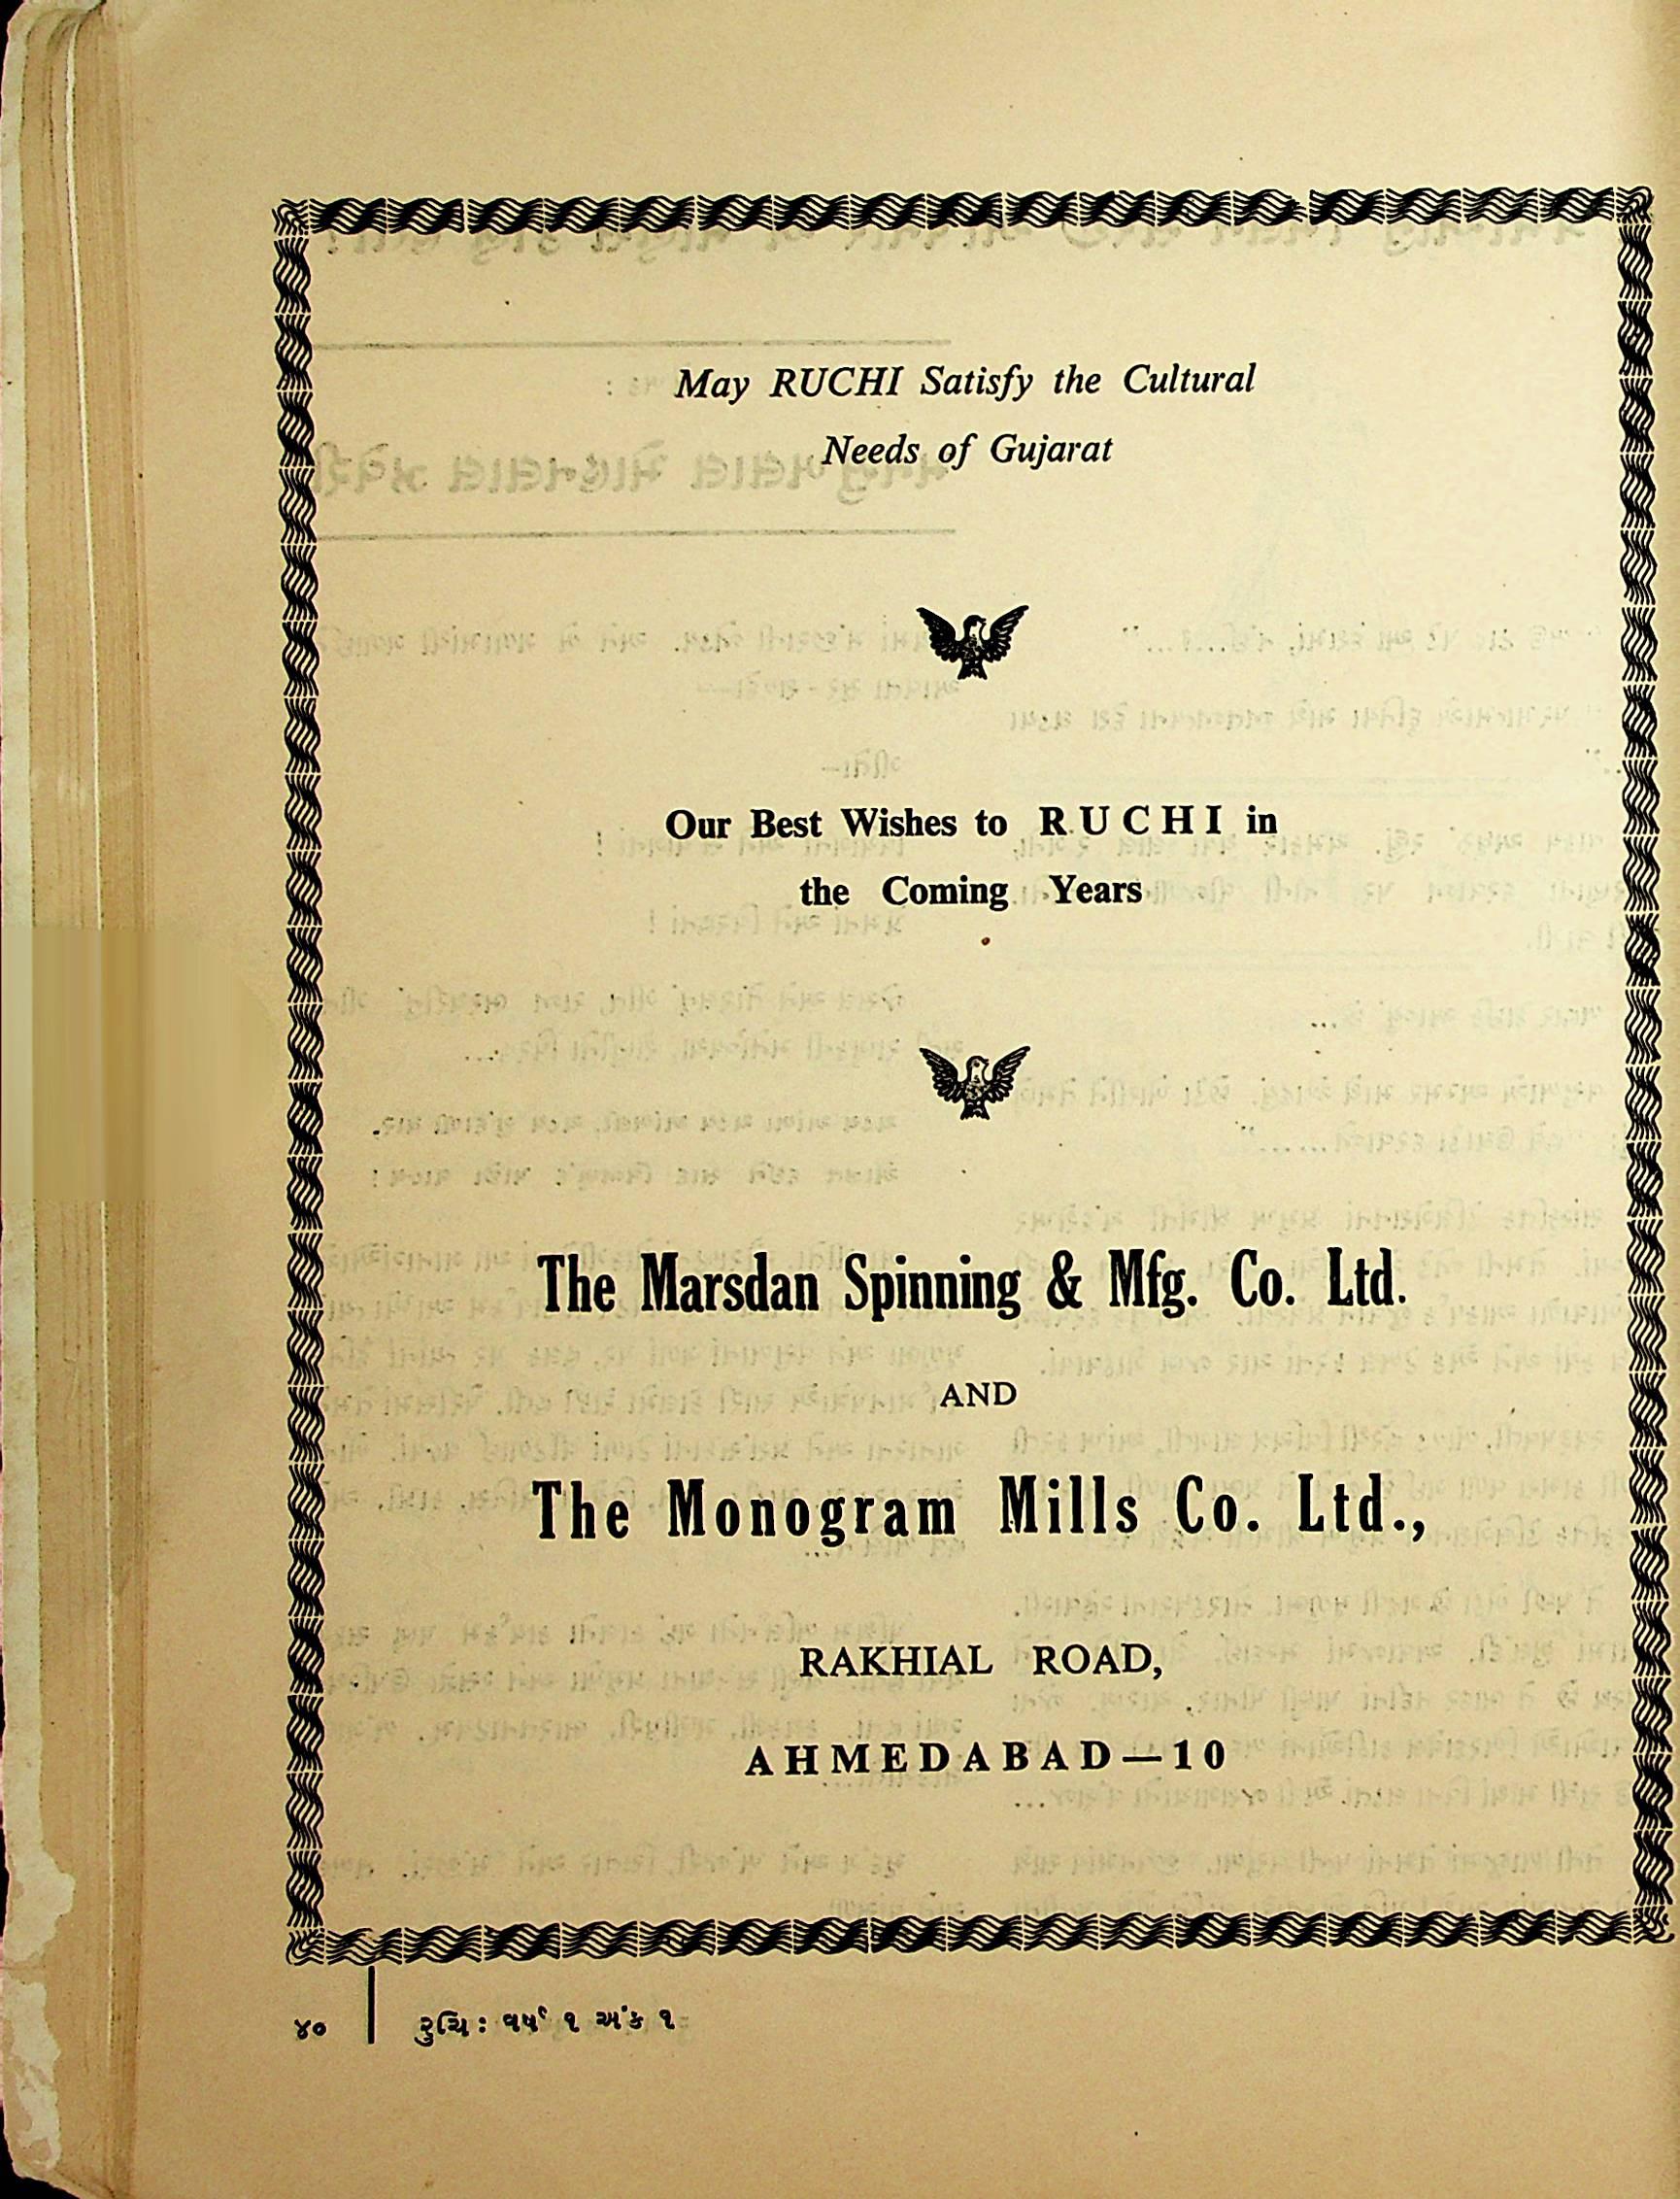 May RUCHI Satisfy the Cultural
Needs of Gujarat
Our Best Wishes to RUCHI in
the Coming Years
The Marsdan Spinning & Mfg. Co. Ltd.
AND
The Monogram Mills Co. Ltd.,
RAKHIAL ROAD,
AHMEDABAD—10
૪૦ | રુચિ: વર્ષ ૧ અંક ૧